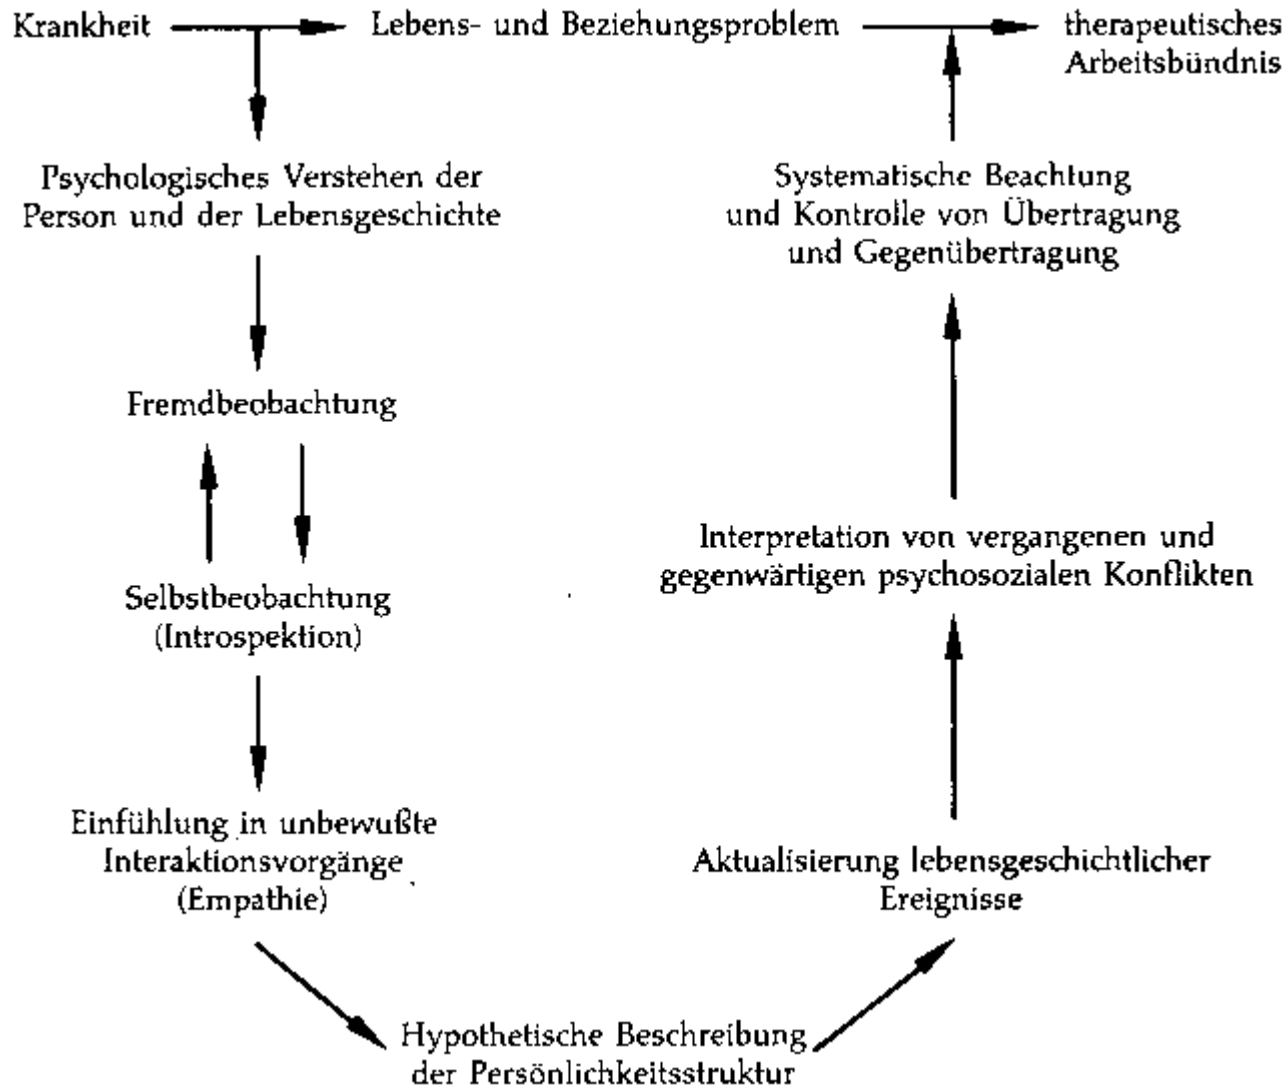 Krankheit
Lebens- und Beziehungsproblem
therapeutisches
Arbeitsbündnis
Psychologisches Verstehen der
Person und der Lebensgeschichte
Fremdbeobachtung
Selbstbeobachtung
(Introspektion)
Einfühlung in unbewußte
Interaktionsvorgänge
(Empathie)
Hypothetische Beschreibung
der Persönlichkeitsstruktur
Aktualisierung lebensgeschichtlicher
Ereignisse
Interpretation von vergangenen und
gegenwärtigen psychosozialen Konflikten
Systematische Beachtung
und Kontrolle von Übertragung
und Gegenübertragung